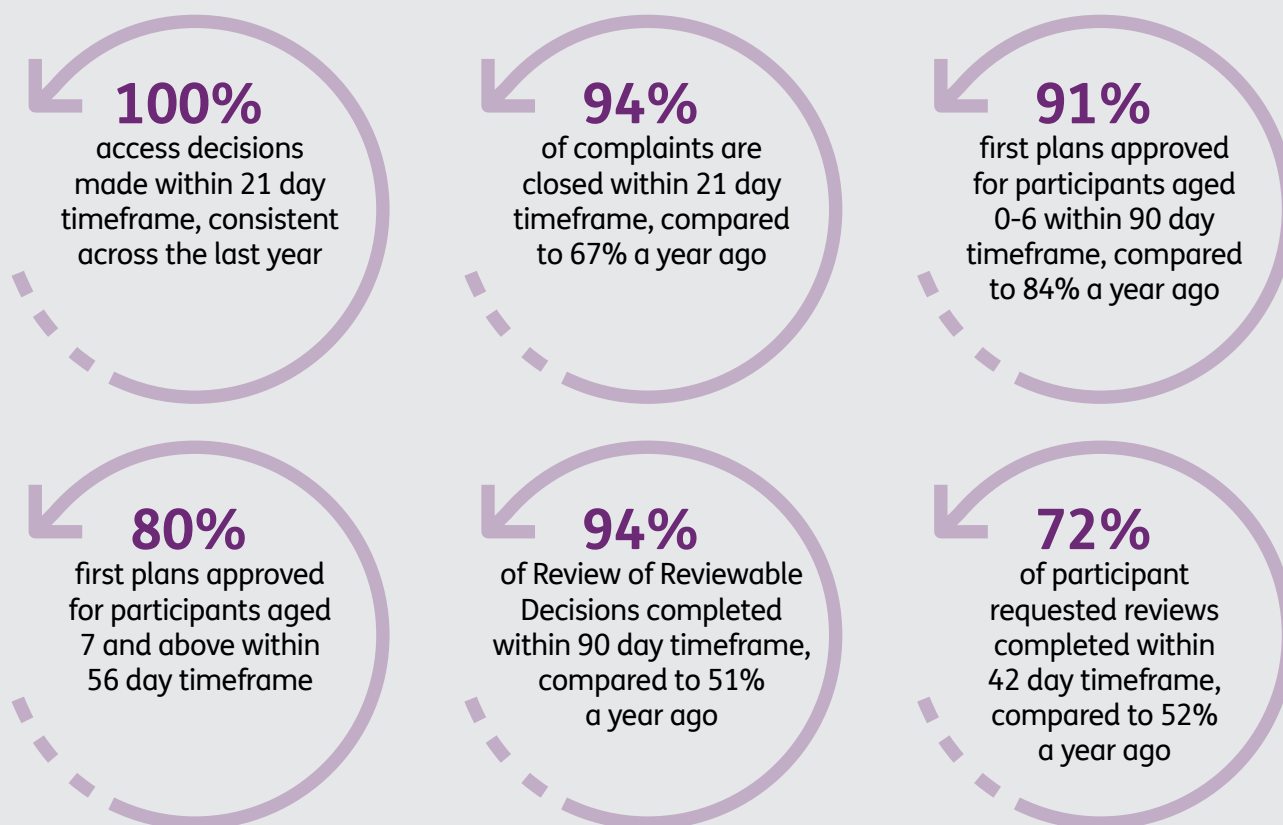 100%
access decisions
made within 21 day
timeframe, consistent
across the last year
94%
of complaints are
closed within 21 day
timeframe, compared
to 67% a year ago
91%
first plans approved
for participants aged
0-6 within 90 day
timeframe, compared
to 84% a year ago
80%
first plans approved
for participants aged
7 and above within
56 day timeframe
94%
of Review of Reviewable
Decisions completed
within 90 day timeframe,
compared to 51%
a year ago
72%
of participant
requested reviews
completed within
42 day timeframe,
compared to 52%
a year ago